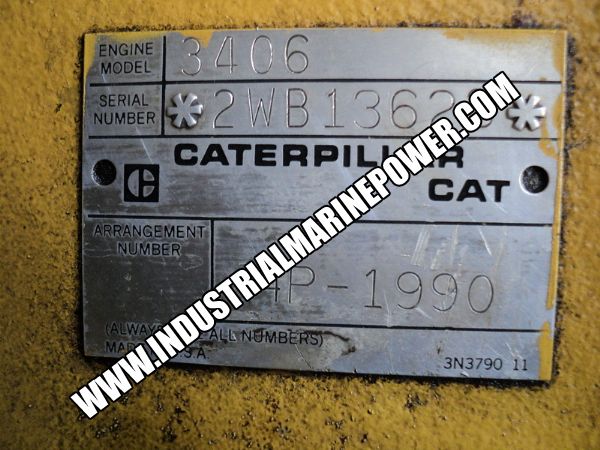 ENGINE MODEL 3406
SERIAL NUMBER 2WB1362
CATERPILLAR
CAT
ARRANGEMENT NUMBER 4P-1990
(ALWAYS ALL NUMBERS)
U.S.A.
3N3790 11
WWW.INDUSTRIALMARINEPOWER.COM